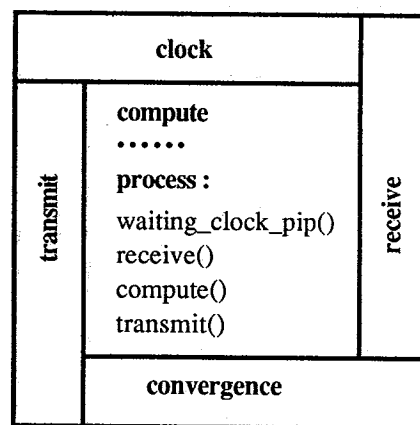 clock
transmit
compute
••••••
process :
waiting_clock_pip()
receive()
compute()
transmit()
receive
convergence